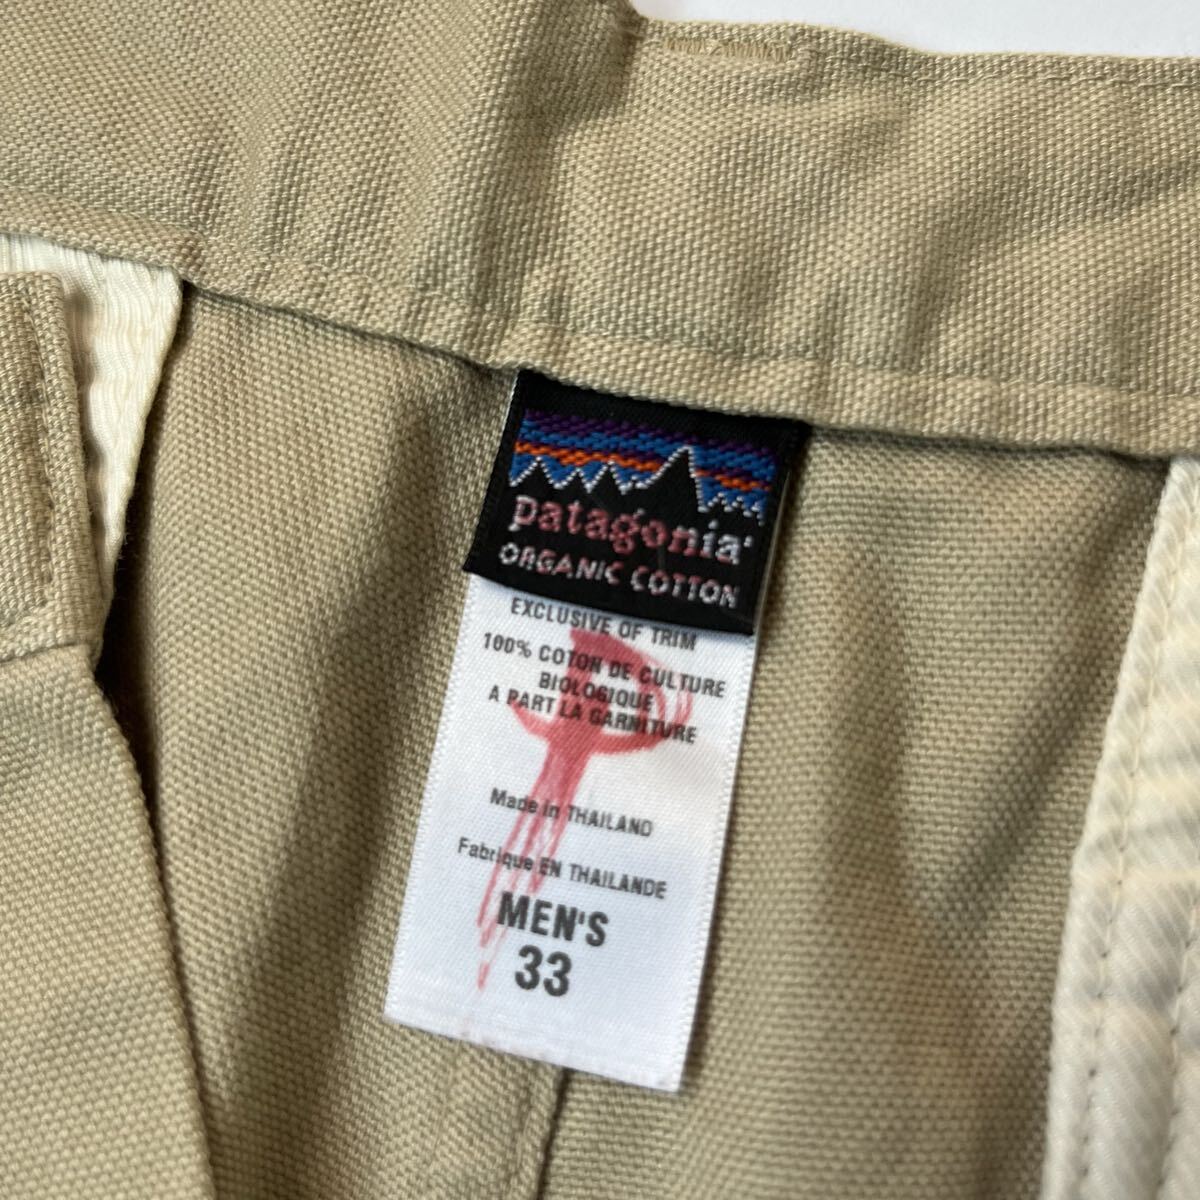 patagonia
ORGANIC COTTON
EXCLUSIVE OF TRIM
100% COTON DE CULTURE
BIOLOGIQUE
A PART LA GARNITURE
Made in THAILAND
Fabrique EN THAILANDE
MEN'S
33